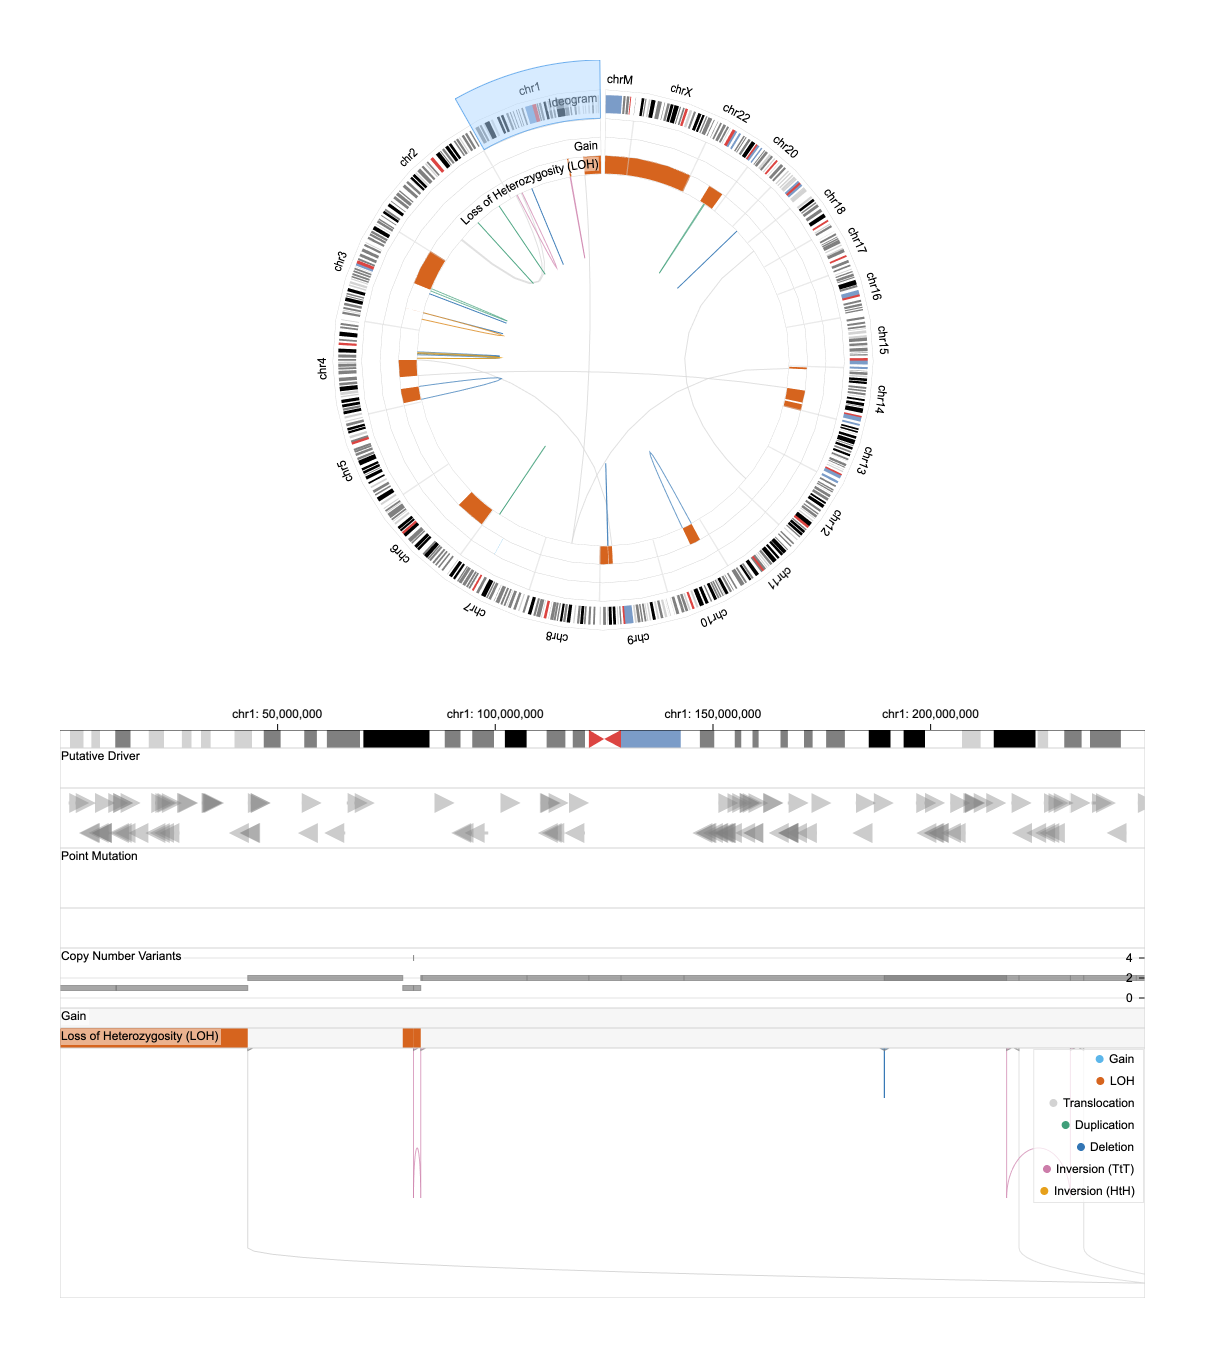 chrM
chrX
chr22
chr20
chr18
chr17
chr16
chr15
chr14
chr13
chr12
chr11
chr10
chr9
chr8
chr7
chr6
chr5
chr4
chr3
chr2
chr1
Ideogram
Gain
Loss of Heterozygosity (LOH)
chr1: 50,000,000
chr1: 100,000,000
chr1: 150,000,000
chr1: 200,000,000
Putative Driver
Point Mutation
Copy Number Variants
4
2
0
Gain
Loss of Heterozygosity (LOH)
Gain
LOH
Translocation
Duplication
Deletion
Inversion (TtT)
Inversion (HtH)